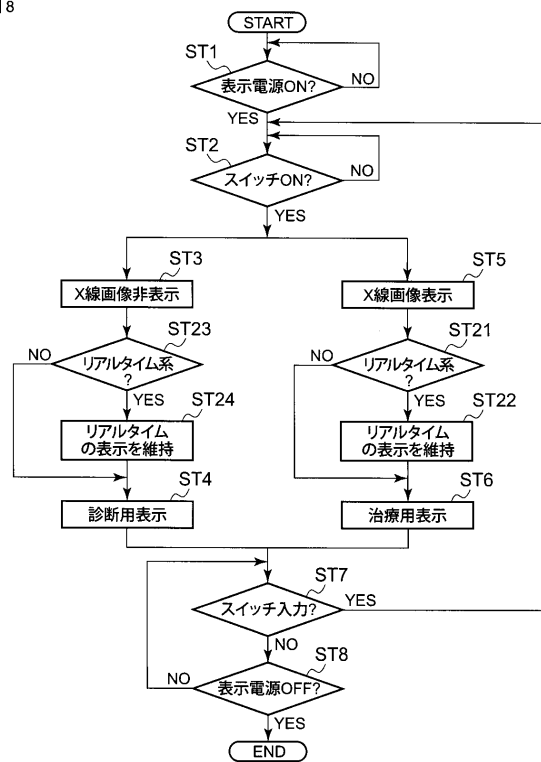 8
START
ST1
表示電源ON?
NO
YES
ST2
スイッチON?
NO
YES
ST3
X線画像非表示
ST5
X線画像表示
ST23
リアルタイム系
?
NO
YES
ST21
リアルタイム系
?
NO
YES
ST24
リアルタイム
の表示を維持
ST22
リアルタイム
の表示を維持
ST4
診断用表示
ST6
治療用表示
ST7
スイッチ入力?
YES
NO
ST8
表示電源OFF?
NO
YES
END